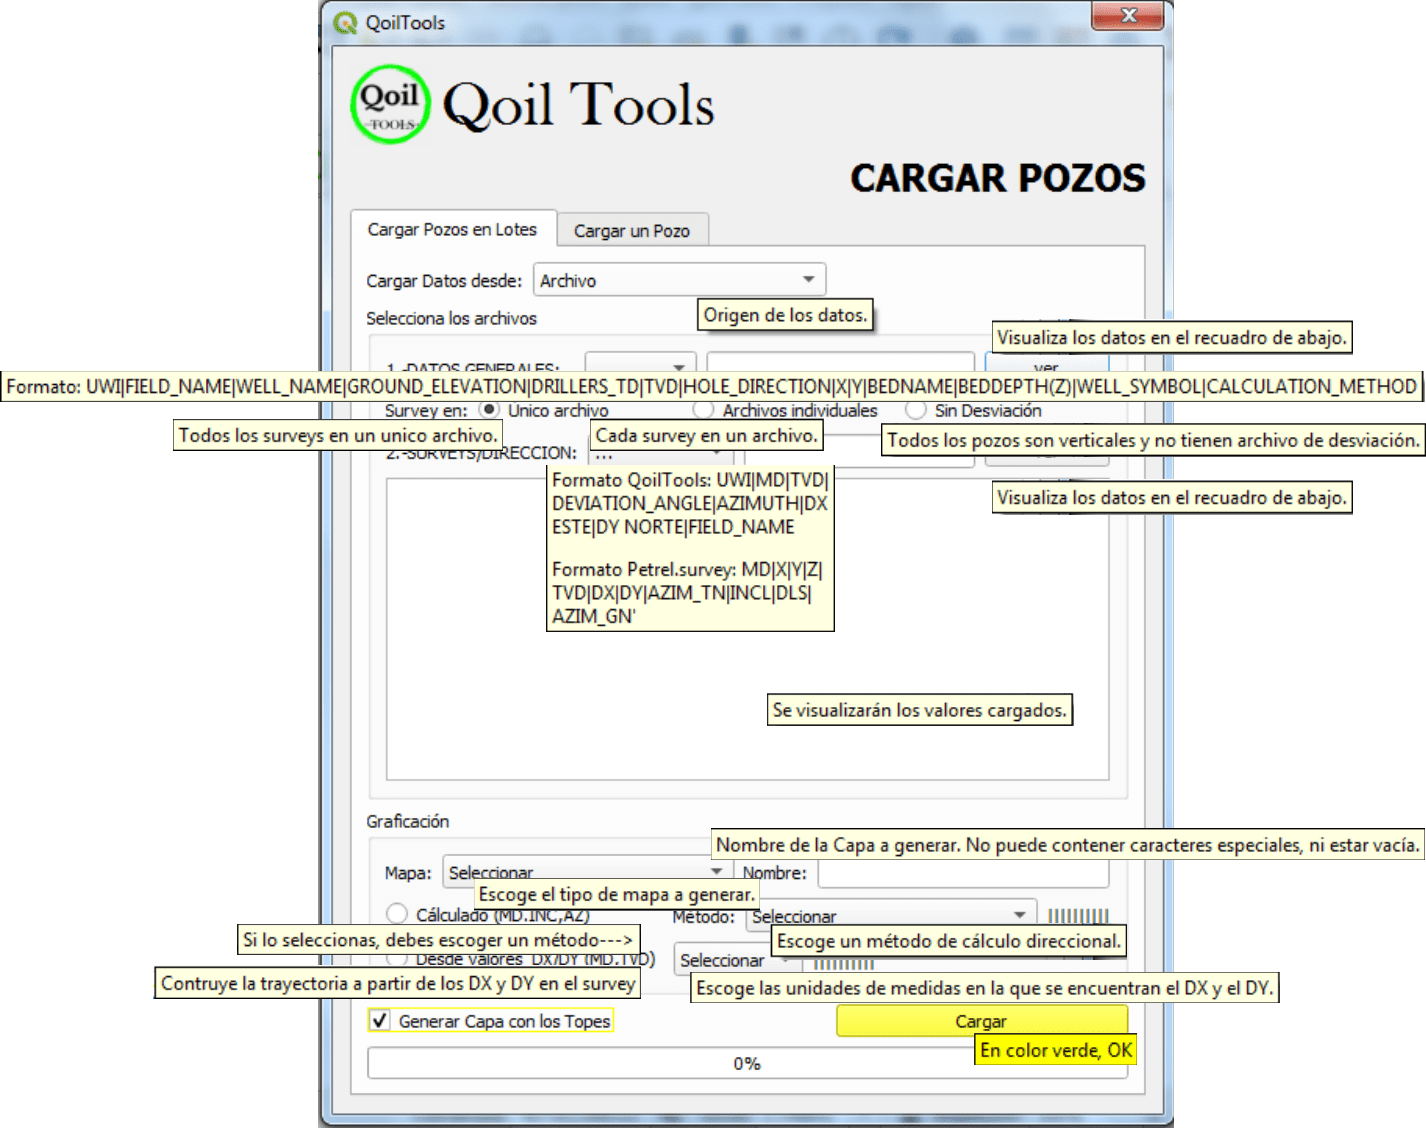 QoilTools
Qoil
TOOLS
Qoil Tools
CARGAR POZOS
Cargar Pozos en Lotes
Cargar un Pozo
Cargar Datos desde: Archivo
Origen de los datos.
Selecciona los archivos
Visualiza los datos en el recuadro de abajo.
1.-DATOS GENERALES:
ver
Formato: UWI|FIELD_NAME|WELL_NAME|GROUND_ELEVATION|DRILLERS_TD|TVD|HOLE_DIRECTION|X|Y|BEDNAME|BEDDEPTH(Z)|WELL_SYMBOL|CALCULATION_METHOD
Survey en: Unico archivo Archivos individuales Sin Desviación
Todos los surveys en un unico archivo.
Cada survey en un archivo.
Todos los pozos son verticales y no tienen archivo de desviación.
2.-SURVEYS/DIRECCION: ...
Formato QoilTools: UWI|MD|TVD|
DEVIATION_ANGLE|AZIMUTH|DX
ESTE|DY NORTE|FIELD_NAME
Formato Petrel.survey: MD|X|Y|Z|
TVD|DX|DY|AZIM_TN|INCL|DLS|
AZIM_GN'
Visualiza los datos en el recuadro de abajo.
Se visualizarán los valores cargados.
Graficación
Nombre de la Capa a generar. No puede contener caracteres especiales, ni estar vacía.
Mapa: Seleccionar Nombre:
Escoge el tipo de mapa a generar.
Cálculado (MD.INC,AZ) Método: Seleccionar
Si lo seleccionas, debes escoger un método--->
Escoge un método de cálculo direccional.
Desde valores DX/DY (MD.TVD) Seleccionar
Contruye la trayectoria a partir de los DX y DY en el survey
Escoge las unidades de medidas en la que se encuentran el DX y el DY.
Generar Capa con los Topes
Cargar
En color verde, OK
0%